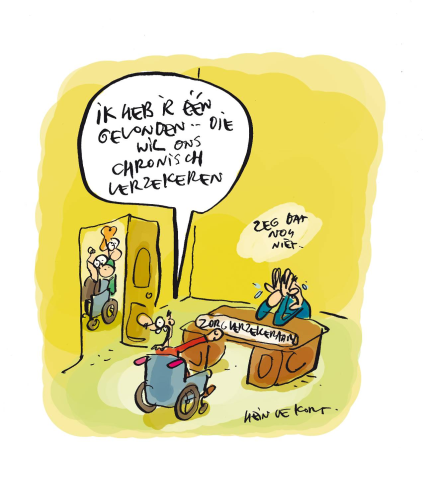 iK HEB 'R ÉÉN
GEVONDEN.. DIE
WIL ONS
CHRONISCH
VERZEKEREN
ZEG DAT
NOG
NIET.
ZORGVERZEKERAAR
HEIN DE KORT.